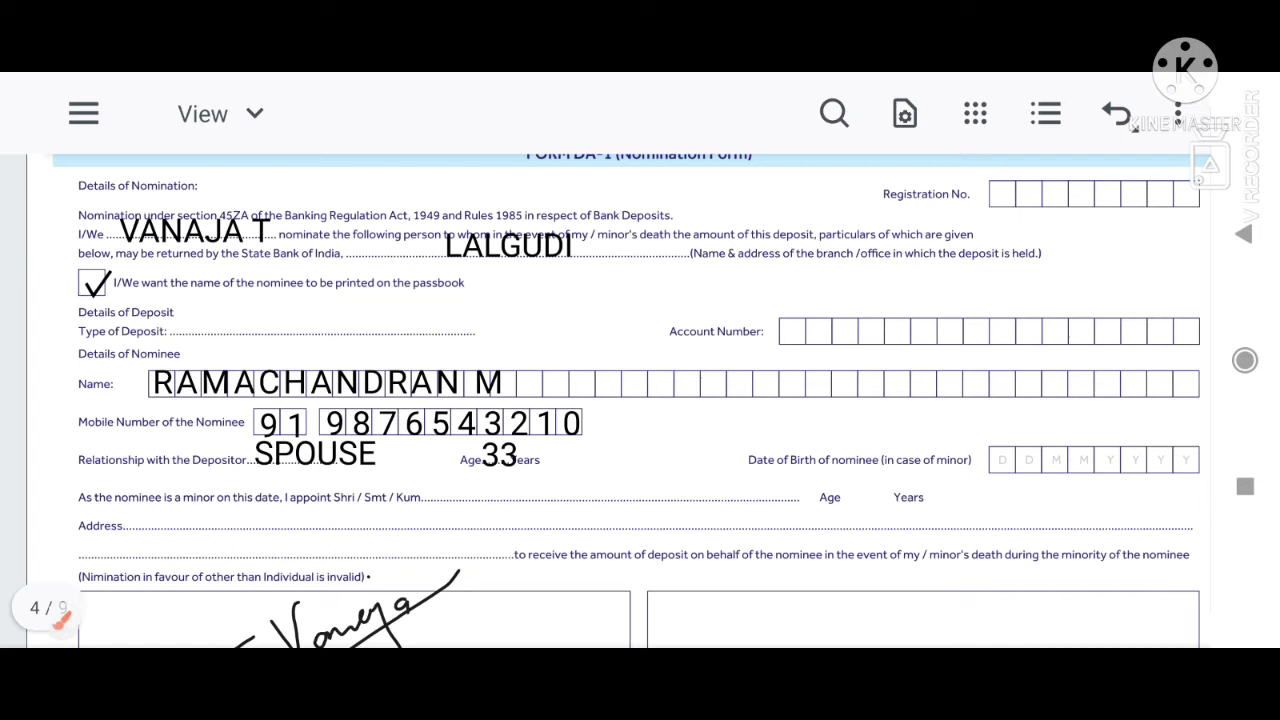 View
KINEMASTER
V RECORDER
FORM DA-1 (Nomination Form)
Details of Nomination:
Registration No.
Nomination under section 45ZA of the Banking Regulation Act, 1949 and Rules 1985 in respect of Bank Deposits.
I/We ...VANAJA T... nominate the following person to whom in the event of my / minor's death the amount of this deposit, particulars of which are given
below, may be returned by the State Bank of India, ...LALGUDI...(Name & address of the branch /office in which the deposit is held.)
✓ I/We want the name of the nominee to be printed on the passbook
Details of Deposit
Type of Deposit: ........ Account Number:
Details of Nominee
Name: RAMACHANDRAN M
Mobile Number of the Nominee 91 9876543210
Relationship with the Depositor...SPOUSE Age..33 Years Date of Birth of nominee (in case of minor) D D M M Y Y Y Y
As the nominee is a minor on this date, I appoint Shri / Smt / Kum........ Age Years
Address........
........to receive the amount of deposit on behalf of the nominee in the event of my / minor's death during the minority of the nominee
(Nimination in favour of other than Individual is invalid) •
4 / 9